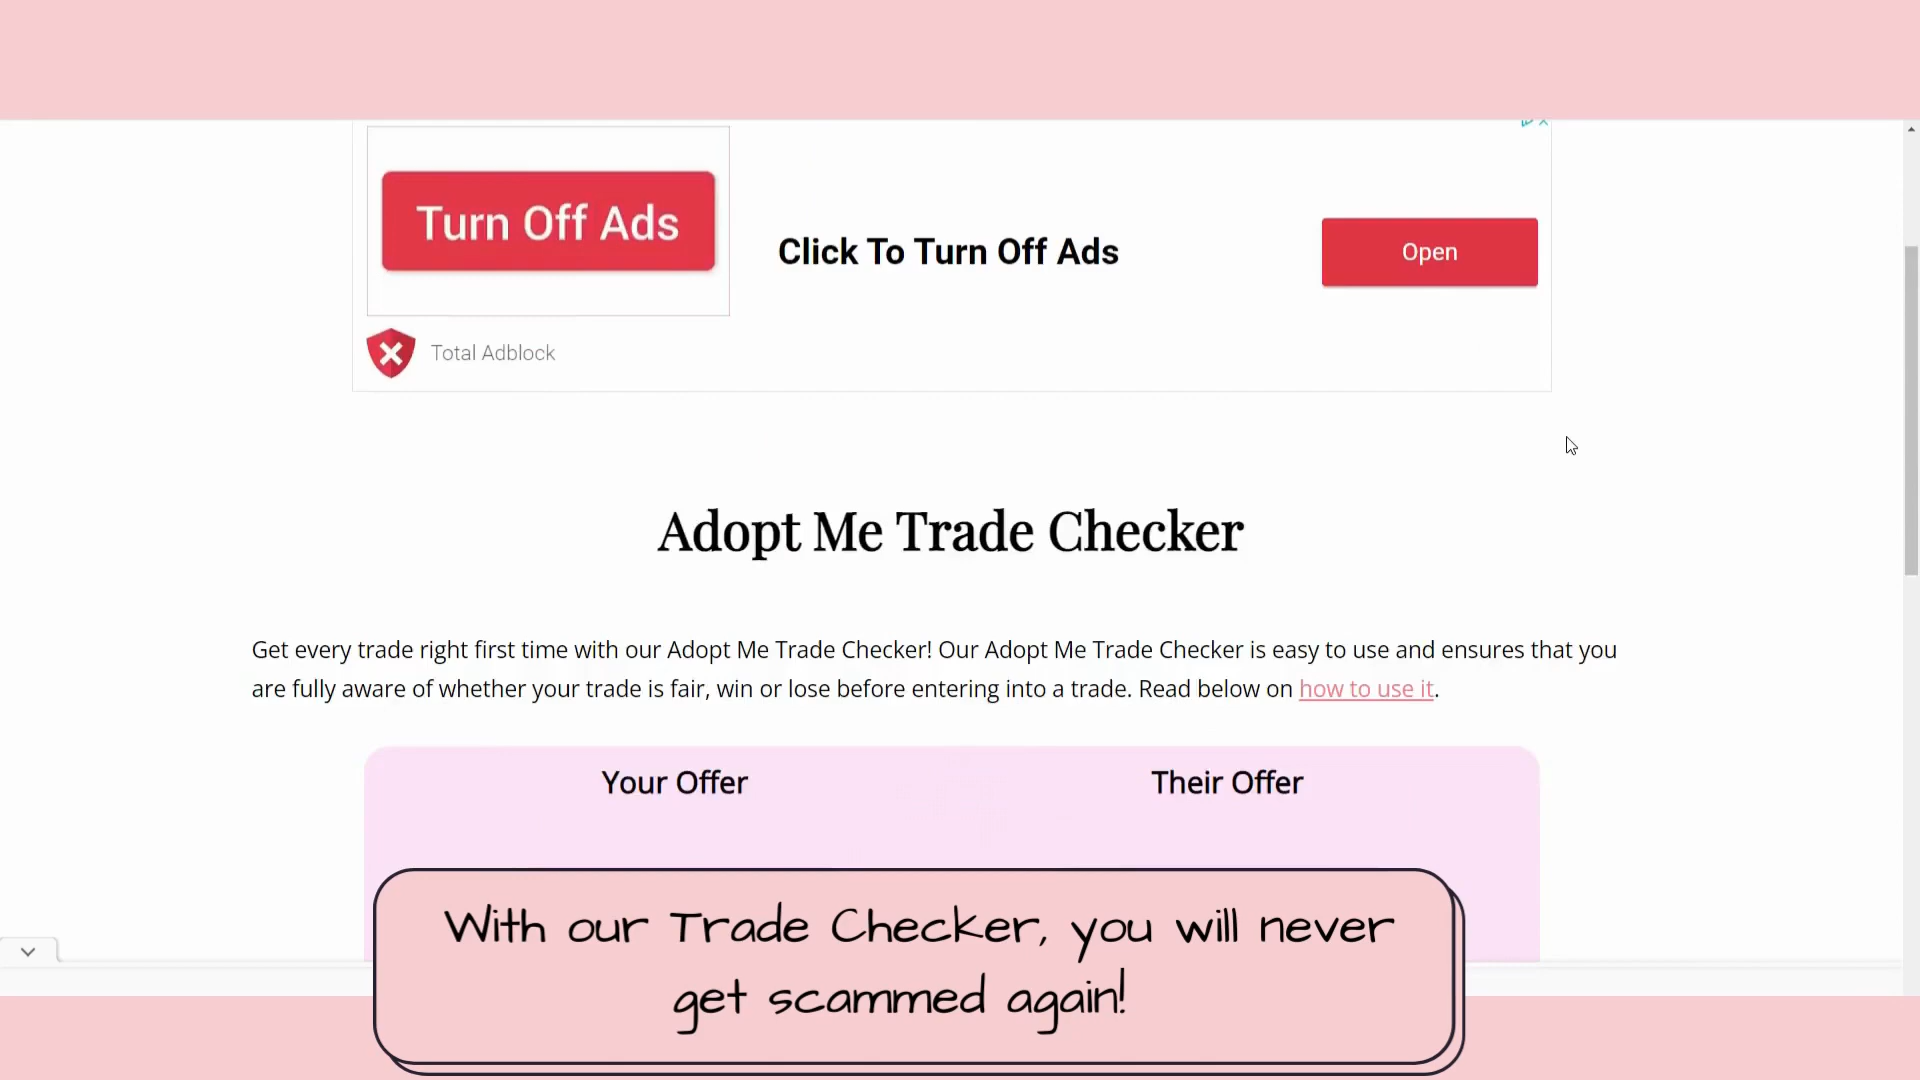 Turn Off Ads
Click To Turn Off Ads
Open
Total Adblock
Adopt Me Trade Checker
Get every trade right first time with our Adopt Me Trade Checker! Our Adopt Me Trade Checker is easy to use and ensures that you
are fully aware of whether your trade is fair, win or lose before entering into a trade. Read below on how to use it.
Your Offer
Their Offer
With our Trade Checker, you will never
get scammed again!